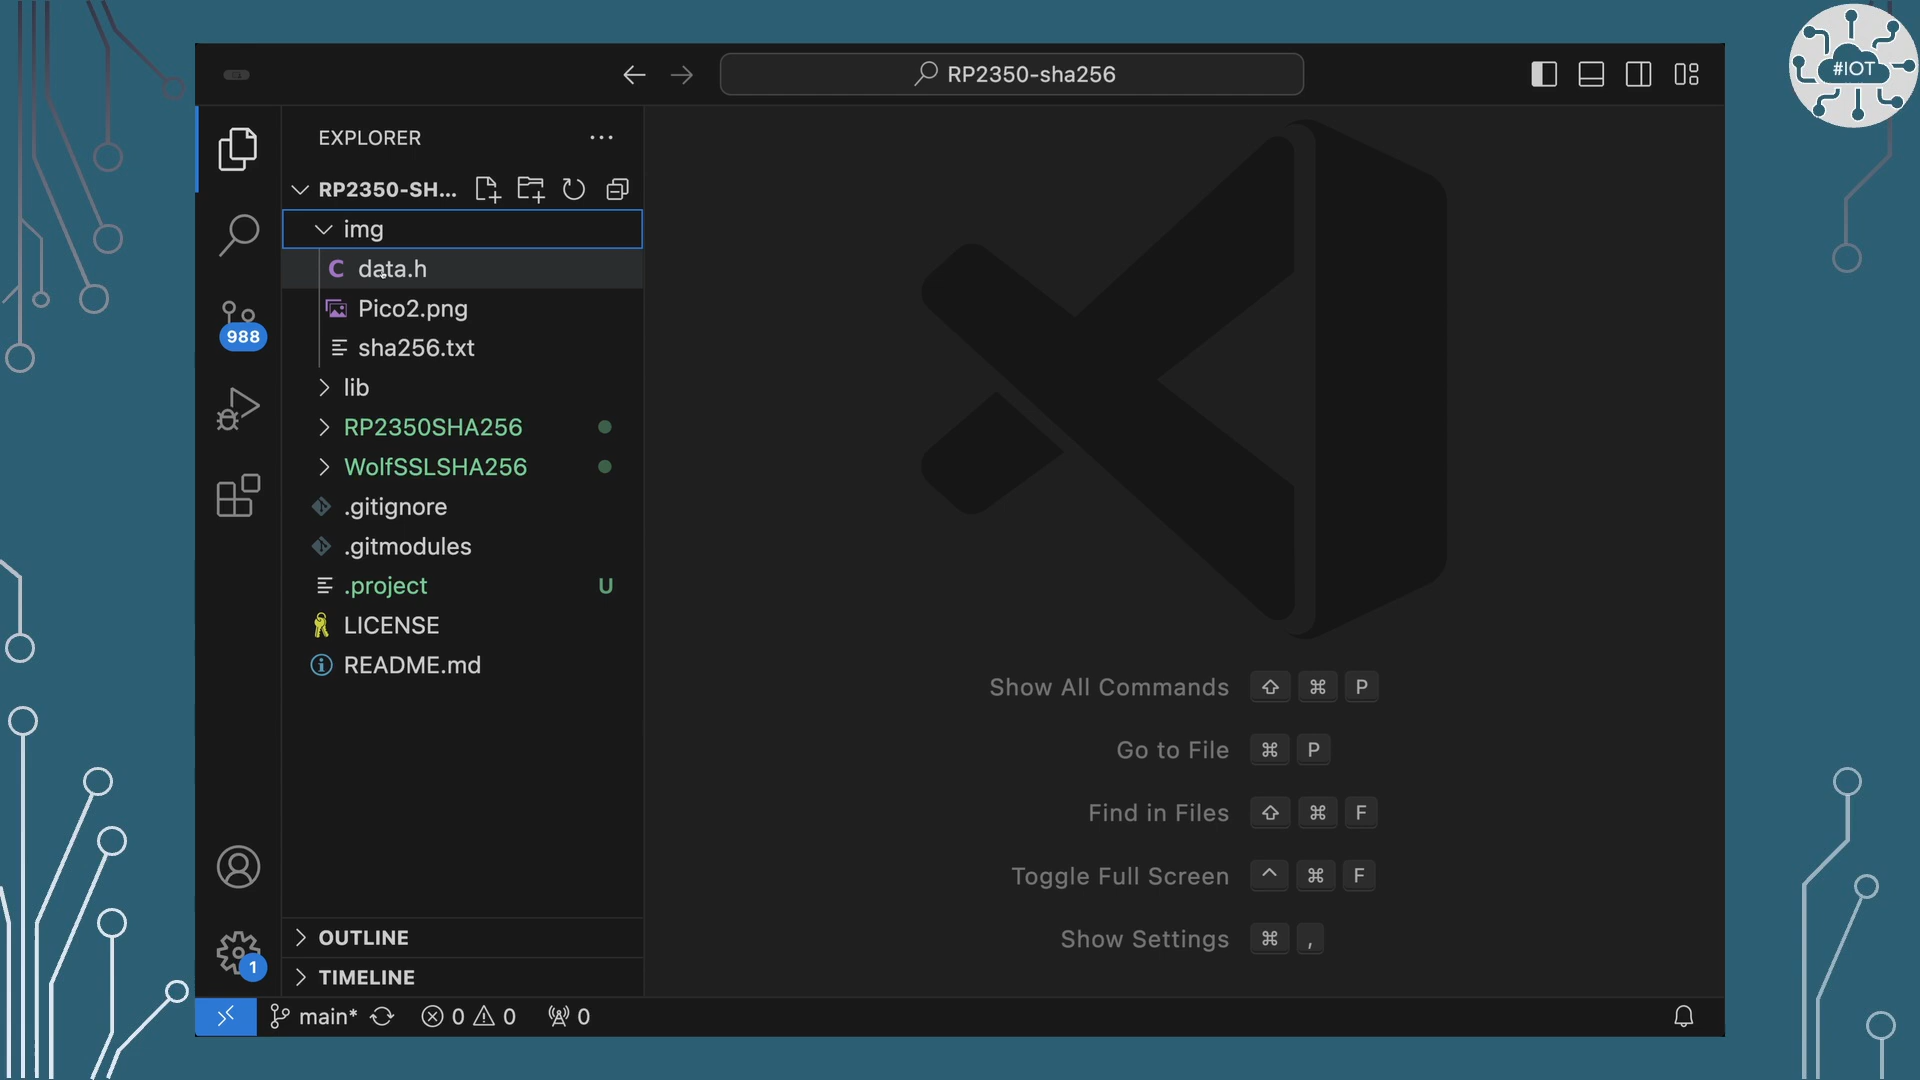 RP2350-sha256
#IOT
EXPLORER
RP2350-SH...
img
data.h
Pico2.png
sha256.txt
988
lib
RP2350SHA256
WolfSSLSHA256
.gitignore
.gitmodules
.project U
LICENSE
README.md
Show All Commands ⇧ ⌘ P
Go to File ⌘ P
Find in Files ⇧ ⌘ F
Toggle Full Screen ^ ⌘ F
Show Settings ⌘ ,
OUTLINE
1
TIMELINE
main* 0 0 0